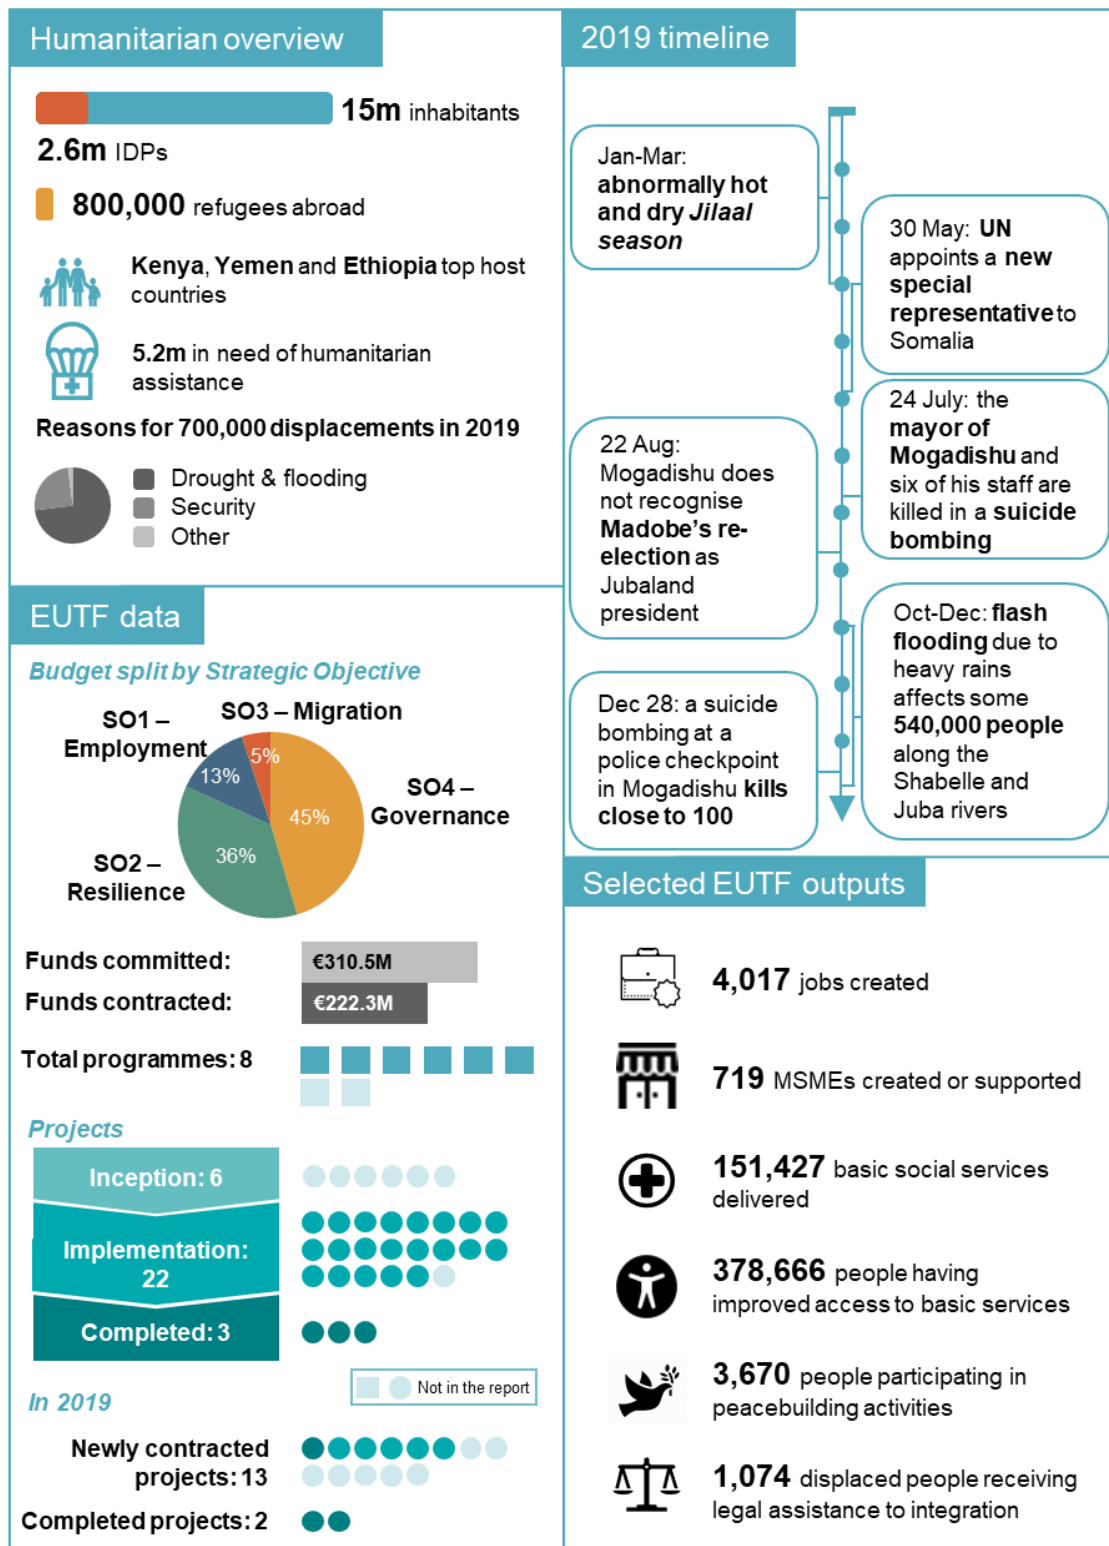 Humanitarian overview
15m inhabitants
2.6m IDPs
800,000 refugees abroad
Kenya, Yemen and Ethiopia top host
countries
5.2m in need of humanitarian
assistance
Reasons for 700,000 displacements in 2019
Drought & flooding
Security
Other
EUTF data
Budget split by Strategic Objective
SO1 –
Employment
SO3 – Migration
5%
13%
SO4 –
Governance
45%
36%
SO2 –
Resilience
Funds committed:
€310.5M
Funds contracted:
€222.3M
Total programmes: 8
Projects
Inception: 6
Implementation:
22
Completed: 3
Not in the report
In 2019
Newly contracted
projects: 13
Completed projects: 2
2019 timeline
Jan-Mar:
abnormally hot
and dry Jilaal
season
30 May: UN
appoints a new
special
representative to
Somalia
24 July: the
mayor of
Mogadishu and
six of his staff are
killed in a suicide
bombing
22 Aug:
Mogadishu does
not recognise
Madobe's re-
election as
Jubaland
president
Oct-Dec: flash
flooding due to
heavy rains
affects some
540,000 people
along the
Shabelle and
Juba rivers
Dec 28: a suicide
bombing at a
police checkpoint
in Mogadishu kills
close to 100
Selected EUTF outputs
4,017 jobs created
719 MSMEs created or supported
151,427 basic social services
delivered
378,666 people having
improved access to basic services
3,670 people participating in
peacebuilding activities
1,074 displaced people receiving
legal assistance to integration